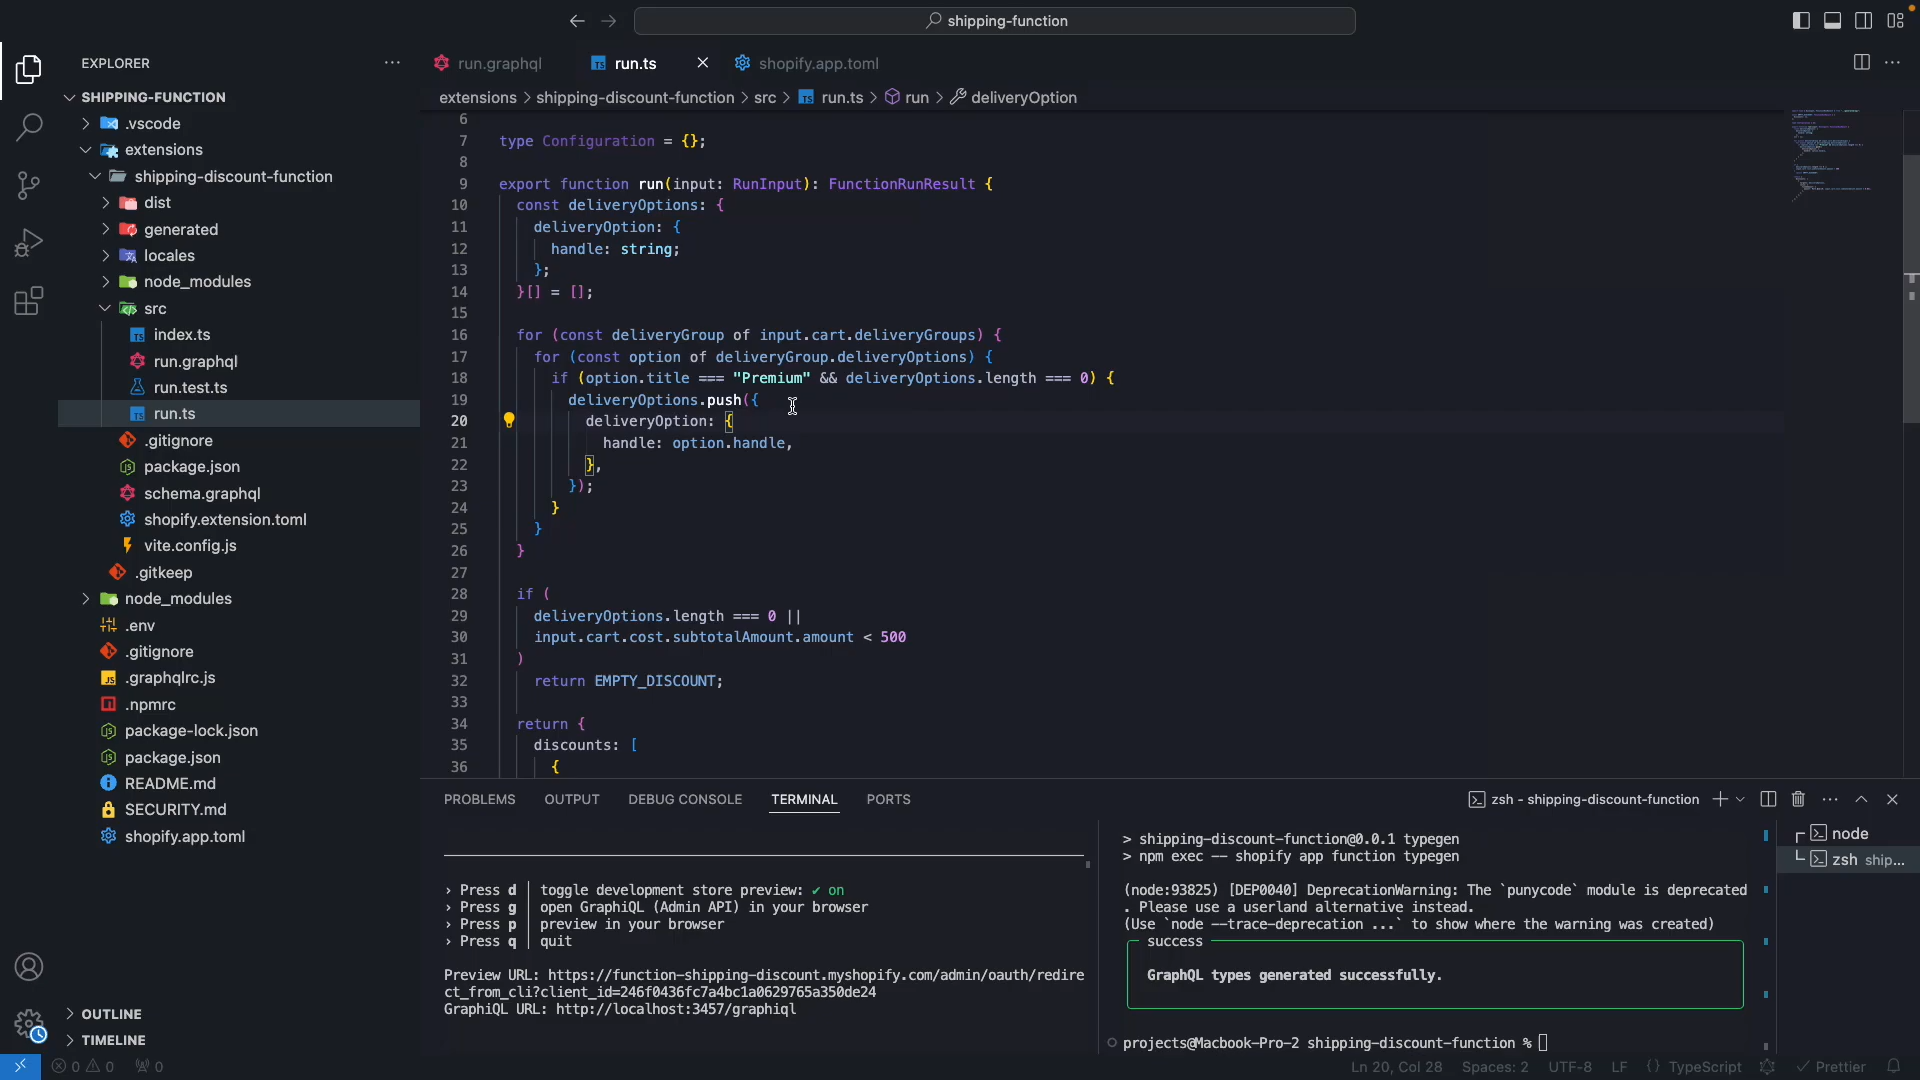 shipping-function
EXPLORER
SHIPPING-FUNCTION
.vscode
extensions
shipping-discount-function
dist
generated
locales
node_modules
src
index.ts
run.graphql
run.test.ts
run.ts
.gitignore
package.json
schema.graphql
shopify.extension.toml
vite.config.js
.gitkeep
node_modules
.env
.gitignore
.graphqlrc.js
.npmrc
package-lock.json
package.json
README.md
SECURITY.md
shopify.app.toml
OUTLINE
TIMELINE
run.graphql
run.ts
shopify.app.toml
extensions > shipping-discount-function > src > run.ts > run > deliveryOption
6
7 type Configuration = {};
8
9 export function run(input: RunInput): FunctionRunResult {
10 const deliveryOptions: {
11 deliveryOption: {
12 handle: string;
13 };
14 }[] = [];
15
16 for (const deliveryGroup of input.cart.deliveryGroups) {
17 for (const option of deliveryGroup.deliveryOptions) {
18 if (option.title === "Premium" && deliveryOptions.length === 0) {
19 deliveryOptions.push({
20 deliveryOption: {
21 handle: option.handle,
22 },
23 });
24 }
25 }
26 }
27
28 if (
29 deliveryOptions.length === 0 ||
30 input.cart.cost.subtotalAmount.amount < 500
31 )
32 return EMPTY_DISCOUNT;
33
34 return {
35 discounts: [
36 {
PROBLEMS OUTPUT DEBUG CONSOLE TERMINAL PORTS
zsh - shipping-discount-function
› Press d | toggle development store preview: ✔ on
› Press g | open GraphiQL (Admin API) in your browser
› Press p | preview in your browser
› Press q | quit
Preview URL: https://function-shipping-discount.myshopify.com/admin/oauth/redire
ct_from_cli?client_id=246f0436fc7a4bc1a0629765a350de24
GraphiQL URL: http://localhost:3457/graphiql
> shipping-discount-function@0.0.1 typegen
> npm exec -- shopify app function typegen
(node:93825) [DEP0040] DeprecationWarning: The `punycode` module is deprecated
. Please use a userland alternative instead.
(Use `node --trace-deprecation ...` to show where the warning was created)
success
GraphQL types generated successfully.
projects@Macbook-Pro-2 shipping-discount-function %
node
zsh ship...
0 0 0
Ln 20, Col 28 Spaces: 2 UTF-8 LF {} TypeScript Prettier